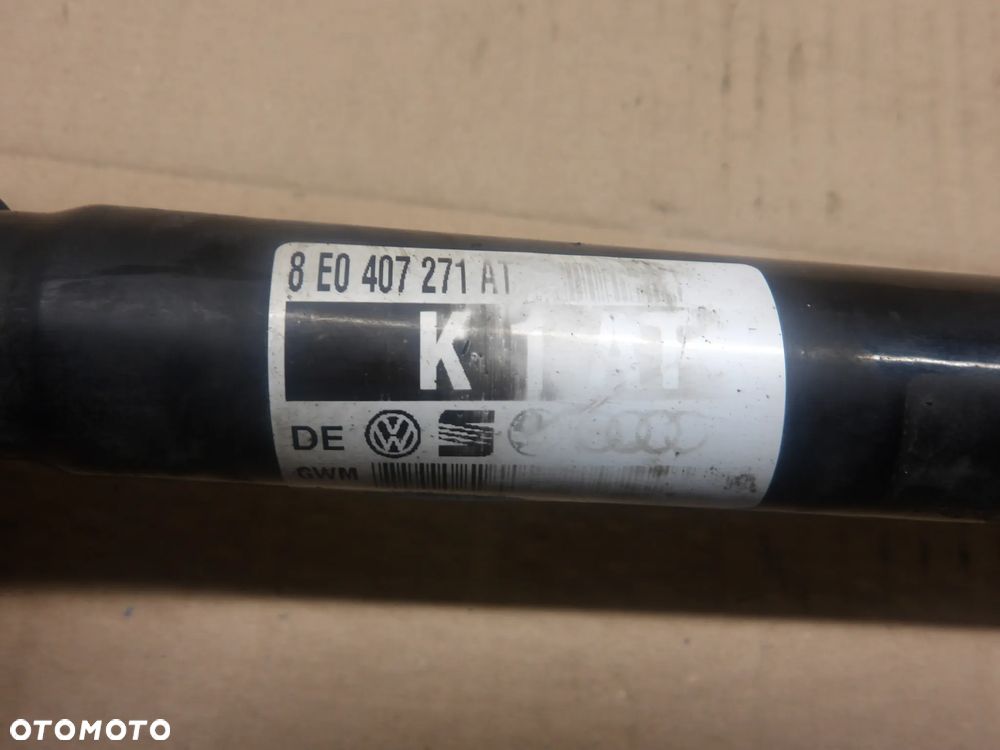 8 E0 407 271 AT
K AT
DE
GWM
OTOMOTO